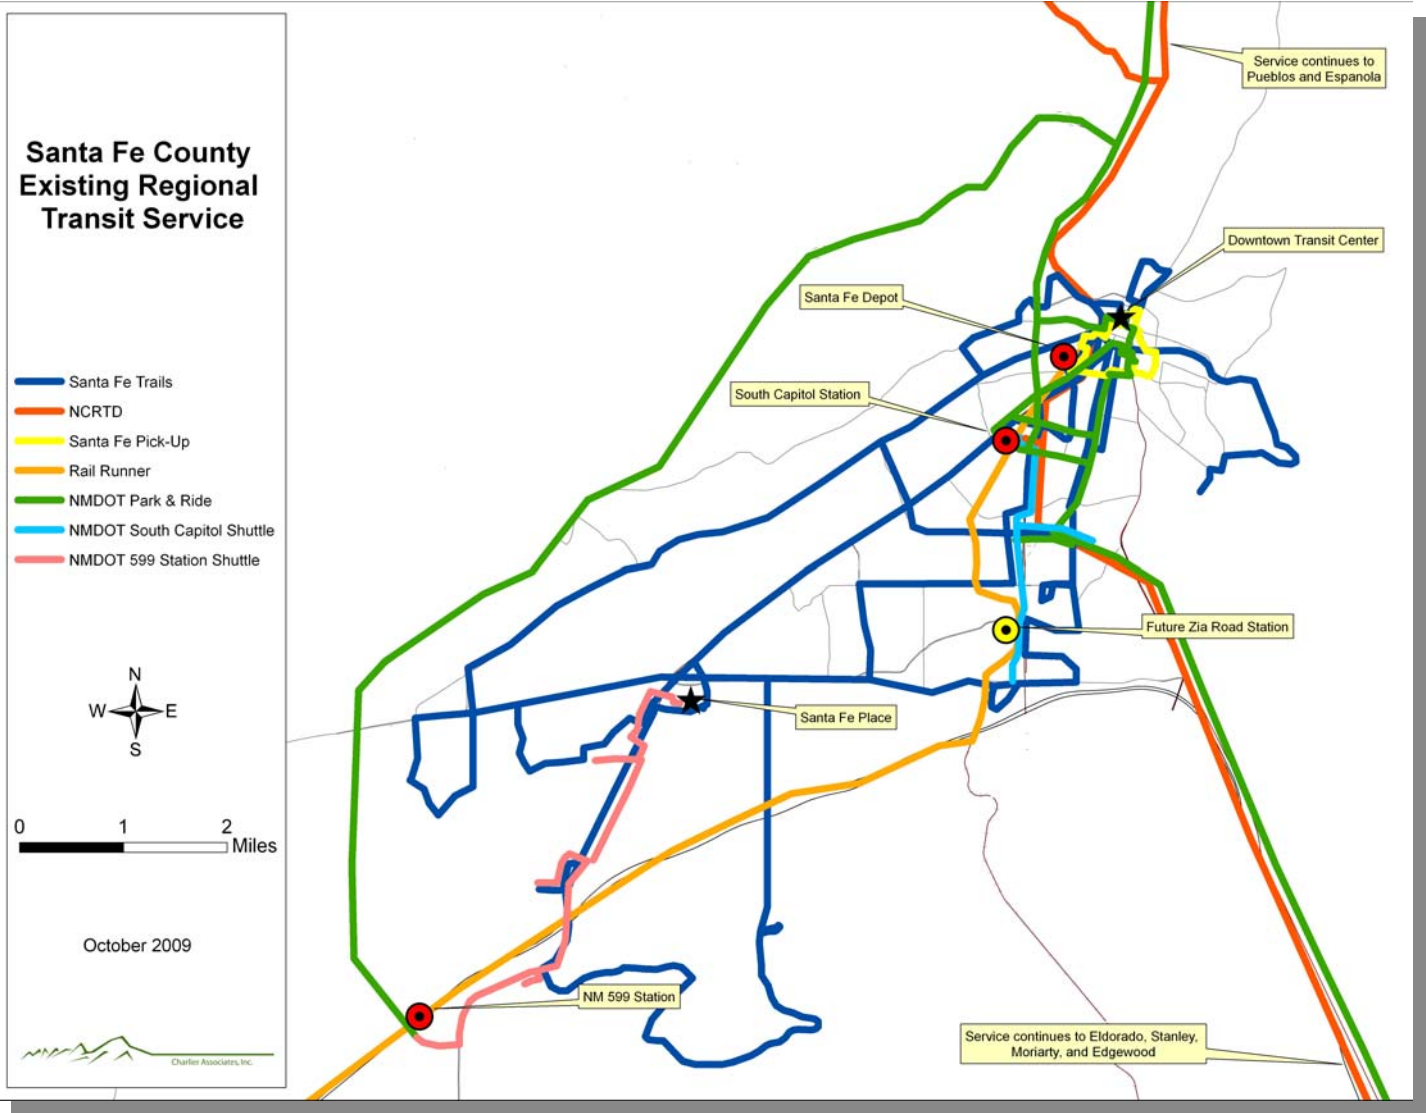 Santa Fe County
Existing Regional
Transit Service
Santa Fe Trails
NCRTD
Santa Fe Pick-Up
Rail Runner
NMDOT Park & Ride
NMDOT South Capitol Shuttle
NMDOT 599 Station Shuttle
N
W E
S
0 1 2
Miles
October 2009
Charlier Associates, Inc.
Service continues to
Pueblos and Espanola
Downtown Transit Center
Santa Fe Depot
South Capitol Station
Future Zia Road Station
Santa Fe Place
NM 599 Station
Service continues to Eldorado, Stanley,
Moriarty, and Edgewood